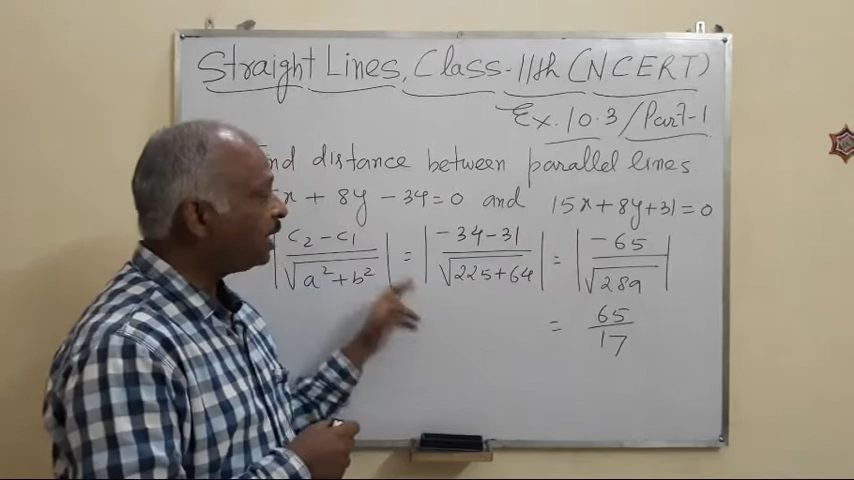 Straight Lines, Class-11th (NCERT)
Ex. 10.3/Part-1
distance between parallel lines
x + 8y - 34 = 0 and 15x + 8y + 31 = 0
| (c₂ - c₁) / √(a² + b²) | = | (-34 - 31) / √(225 + 64) | = | -65 / √289 |
= 65/17